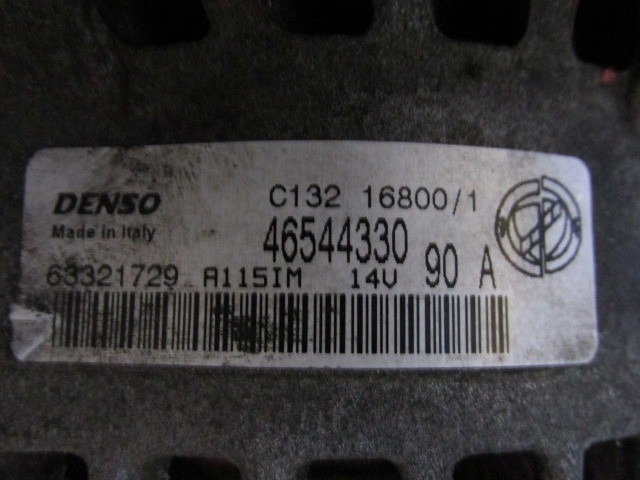 DENSO C132 16800/1
Made in Italy 46544330 90 A
63321729 A115IM 14V